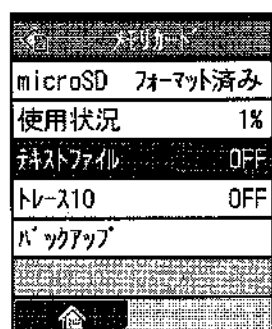 メモリカード
microSD フォーマット済み
使用状況 1%
テキストファイル OFF
トレース10 OFF
バックアップ